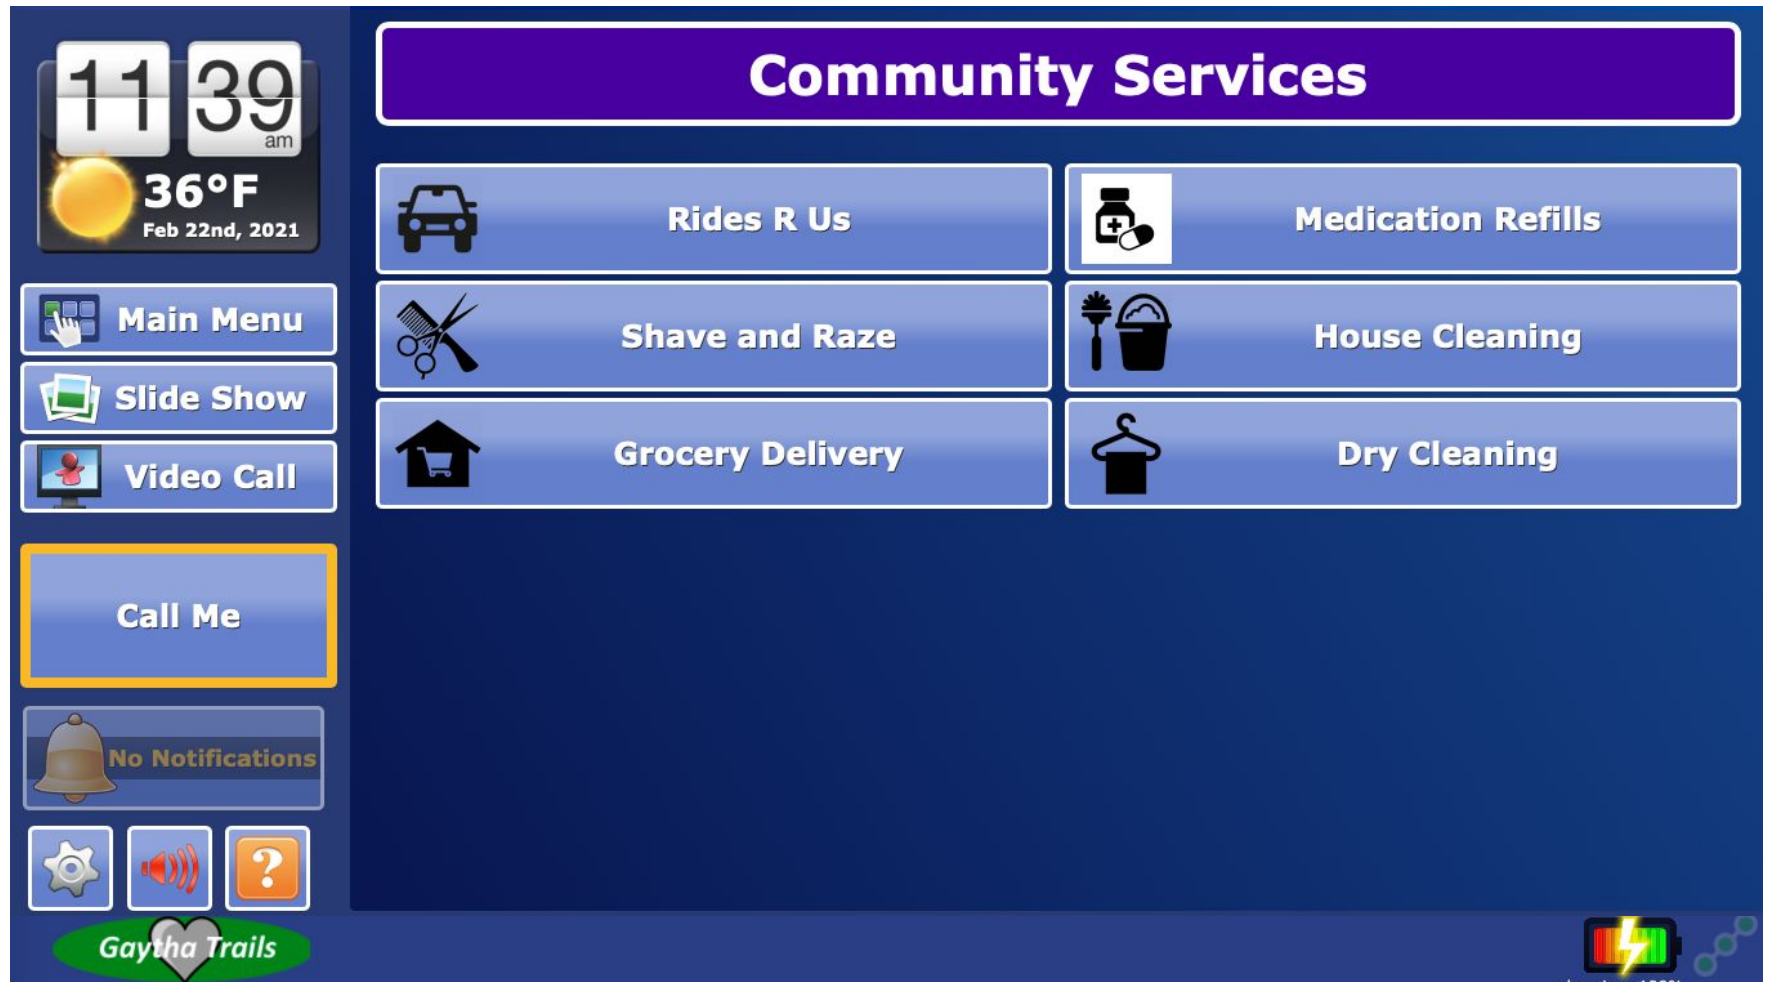 11 39
am
36°F
Feb 22nd, 2021
Main Menu
Slide Show
Video Call
Call Me
No Notifications
?
Gaytha Trails
Community Services
Rides R Us
Medication Refills
Shave and Raze
House Cleaning
Grocery Delivery
Dry Cleaning